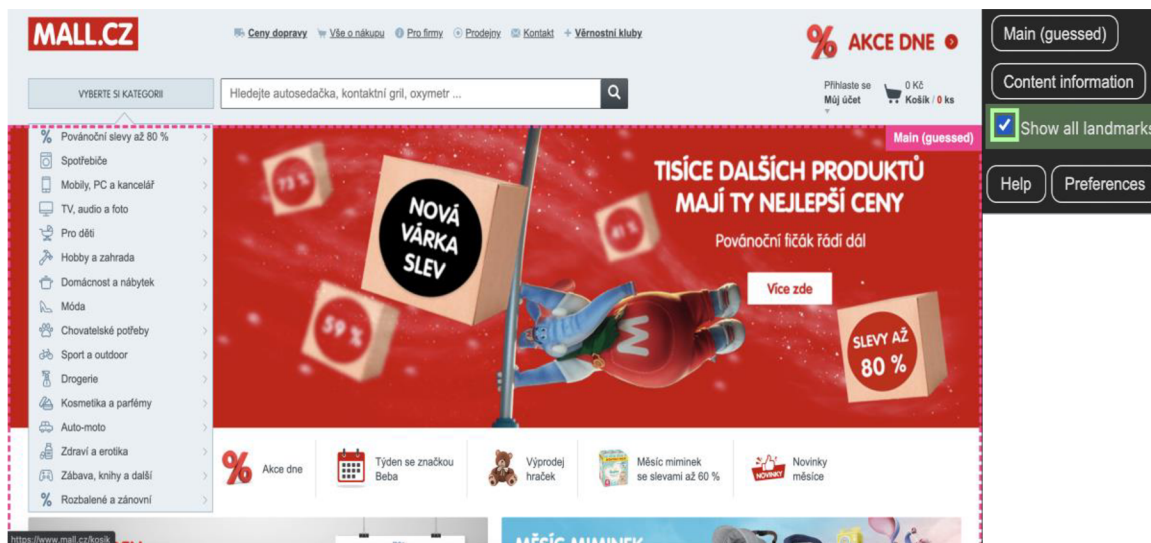 MALL.CZ
Ceny dopravy Vše o nákupu Pro firmy Prodejny Kontakt Věrnostní kluby
% AKCE DNE
VYBERTE SI KATEGORII
Hledejte autosedačka, kontaktní gril, oxymetr ...
Přihlaste se
Můj účet
0 Kč
Košík / 0 ks
Main (guessed)
Content information
Show all landmarks
Help
Preferences
Main (guessed)
% Povánoční slevy až 80 %
Spotřebiče
Mobily, PC a kancelář
TV, audio a foto
Pro děti
Hobby a zahrada
Domácnost a nábytek
Móda
Chovatelské potřeby
Sport a outdoor
Drogerie
Kosmetika a parfémy
Auto-moto
Zdraví a erotika
Zábava, knihy a další
% Rozbalené a zánovní
73 %
NOVÁ
VÁRKA
SLEV
41 %
59 %
M
TISÍCE DALŠÍCH PRODUKTŮ
MAJÍ TY NEJLEPŠÍ CENY
Povánoční fičák řádí dál
Více zde
SLEVY AŽ
80 %
% Akce dne
Týden se značkou
Beba
Výprodej
hraček
Měsíc miminek
se slevami až 60 %
NOVINKY
Novinky
měsíce
https://www.mall.cz/kosik
MĚSÍC MIMINEK